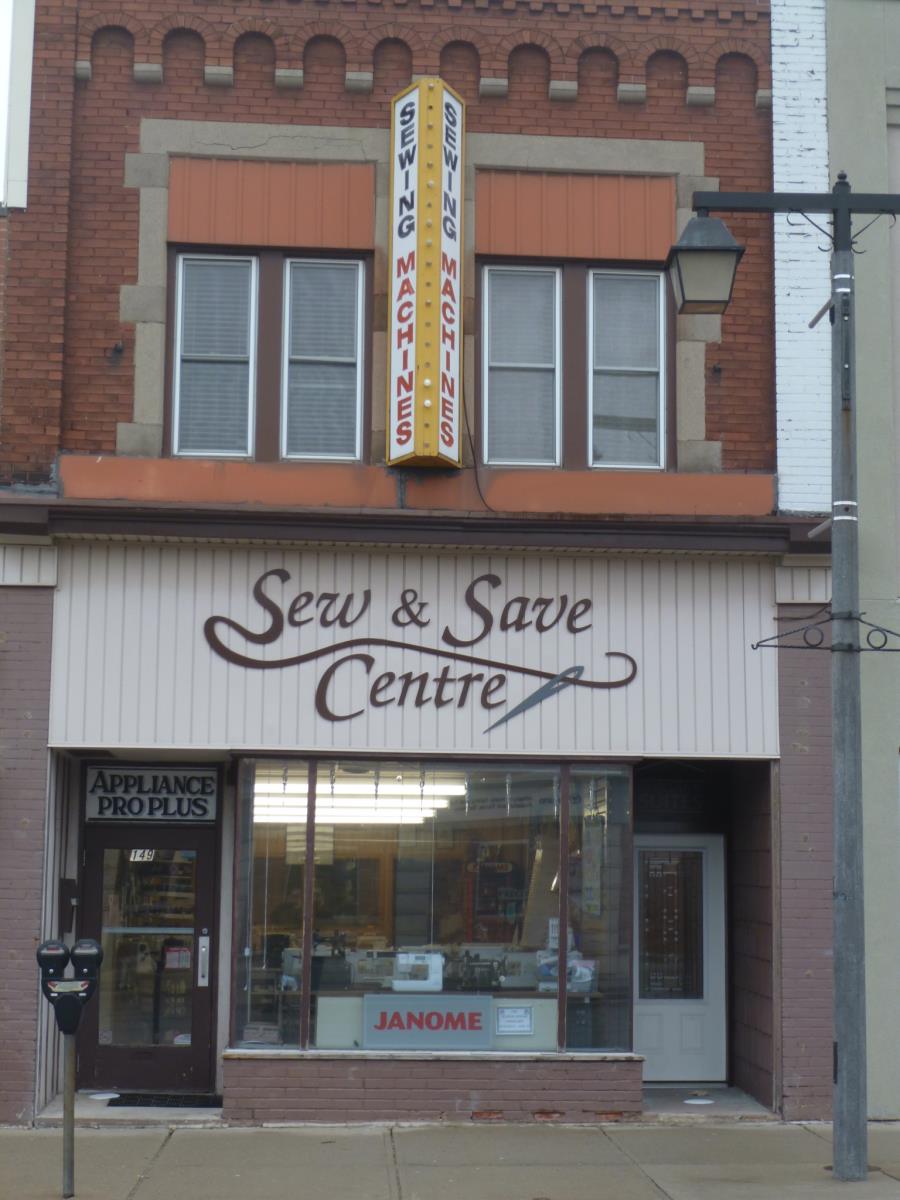 SEWING MACHINES
SEWING MACHINES
Sew & Save
Centre
APPLIANCE
PRO PLUS
149
JANOME